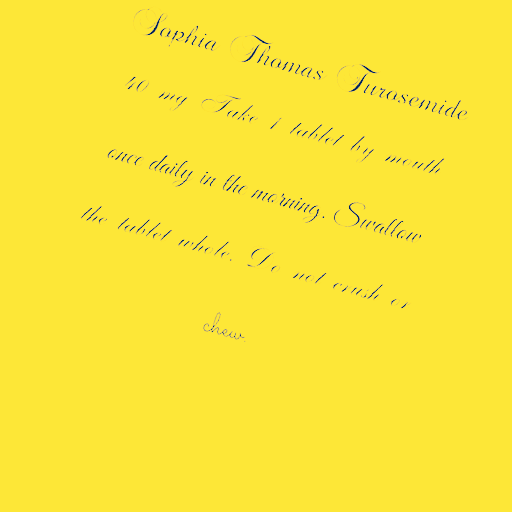 Sophia Thomas Furosemide
40 mg Take 1 tablet by mouth
once daily in the morning. Swallow
the tablet whole. Do not crush or
chew.